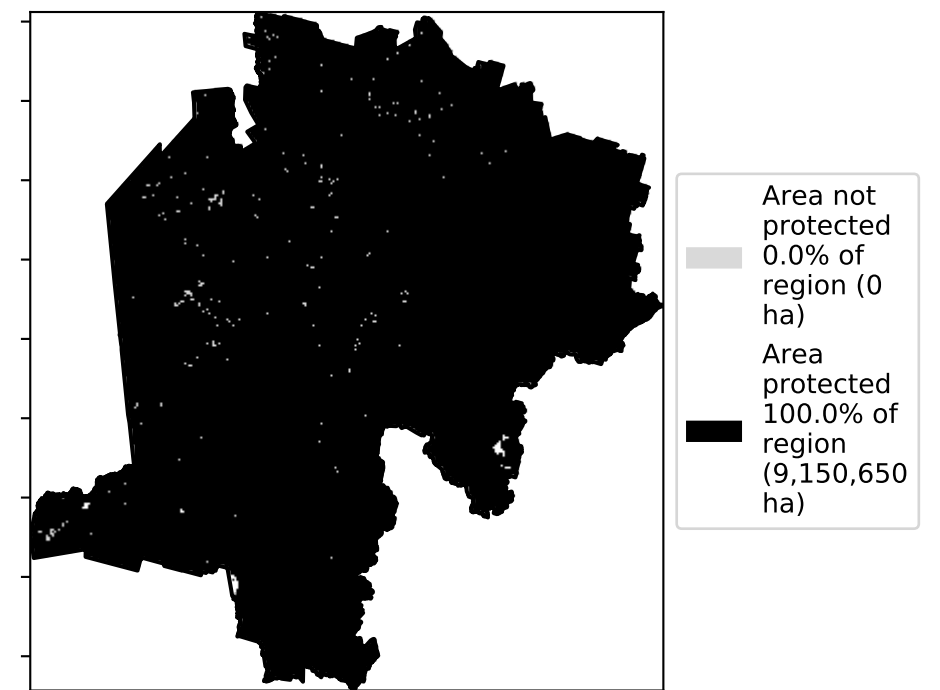 Area not
protected
0.0% of
region (0
ha)
Area
protected
100.0% of
region
(9,150,650
ha)